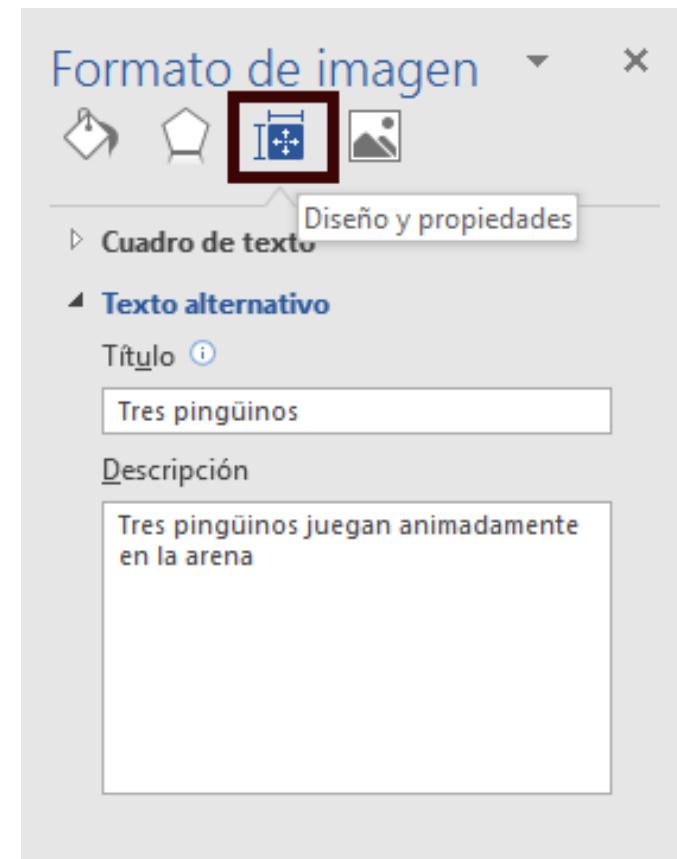 Formato de imagen
Diseño y propiedades
Cuadro de texto
Texto alternativo
Título
Tres pingüinos
Descripción
Tres pingüinos juegan animadamente
en la arena